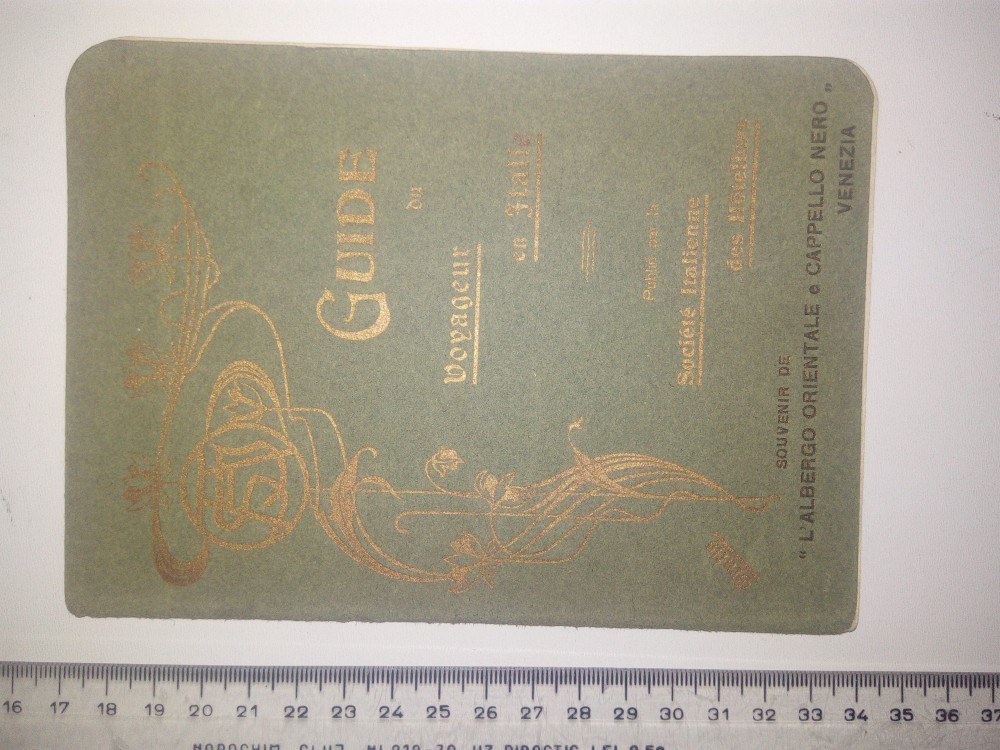 GUIDE
du
Voyageur
en Italie
Publié par la
Société Italienne
des Hôteliers
SOUVENIR DE
“ L'ALBERGO ORIENTALE e CAPPELLO NERO „
VENEZIA
16 17 18 19 20 21 22 23 24 25 26 27 28 29 30 31 32 33 34 35 36 37